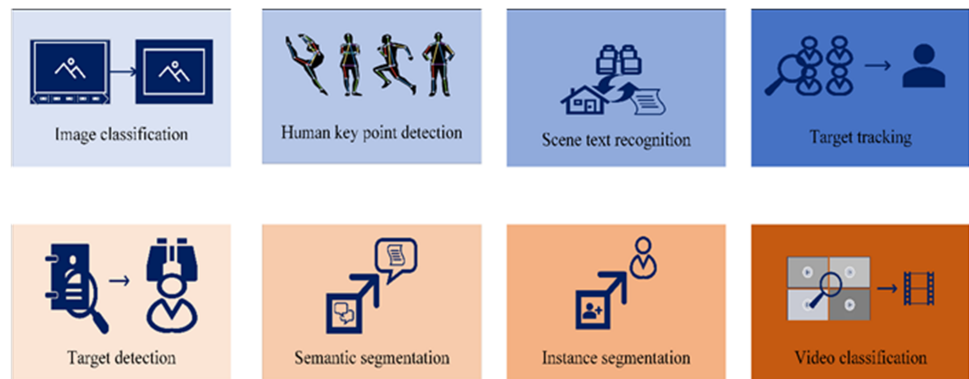 Image classification
Human key point detection
Scene text recognition
Target tracking
Target detection
Semantic segmentation
Instance segmentation
Video classification